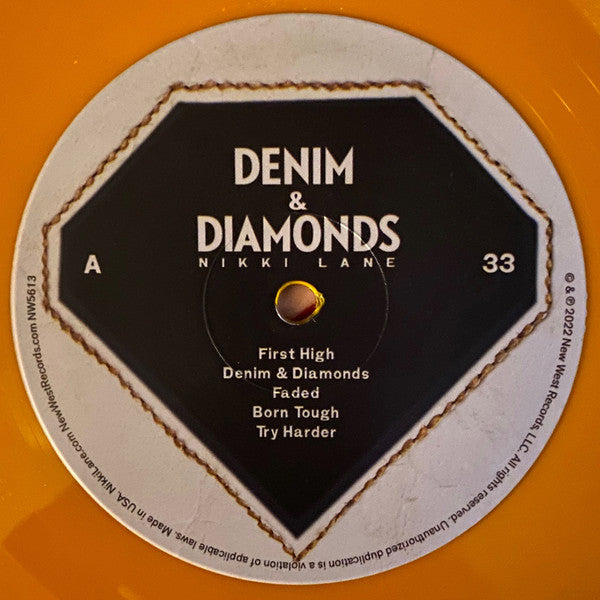 DENIM
&
DIAMONDS
NIKKI LANE
A
33
First High
Denim & Diamonds
Faded
Born Tough
Try Harder
© & ℗ 2022 New West Records, LLC. All rights reserved. Unauthorized duplication is a violation of applicable laws. Made in USA. NikkiLane.com NewWestRecords.com NW5613